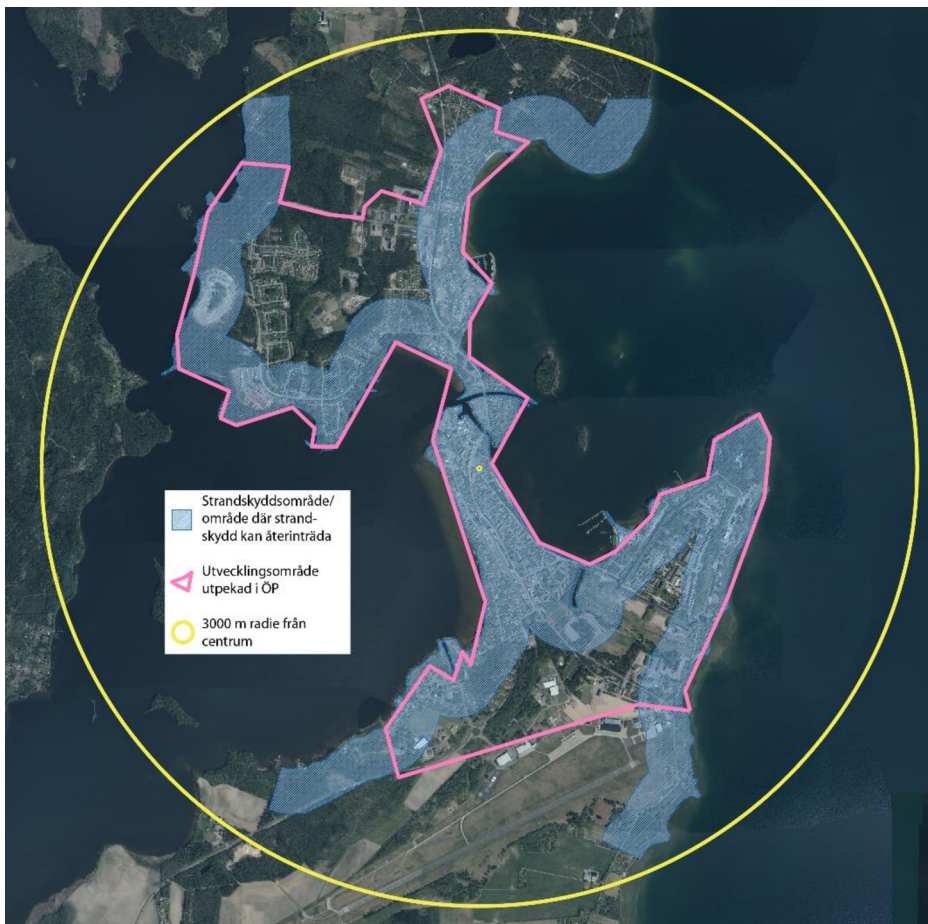 Strandskyddsområde/
område där strand-
skydd kan återinträda
Utvecklingsområde
utpekad i ÖP
3000 m radie från
centrum